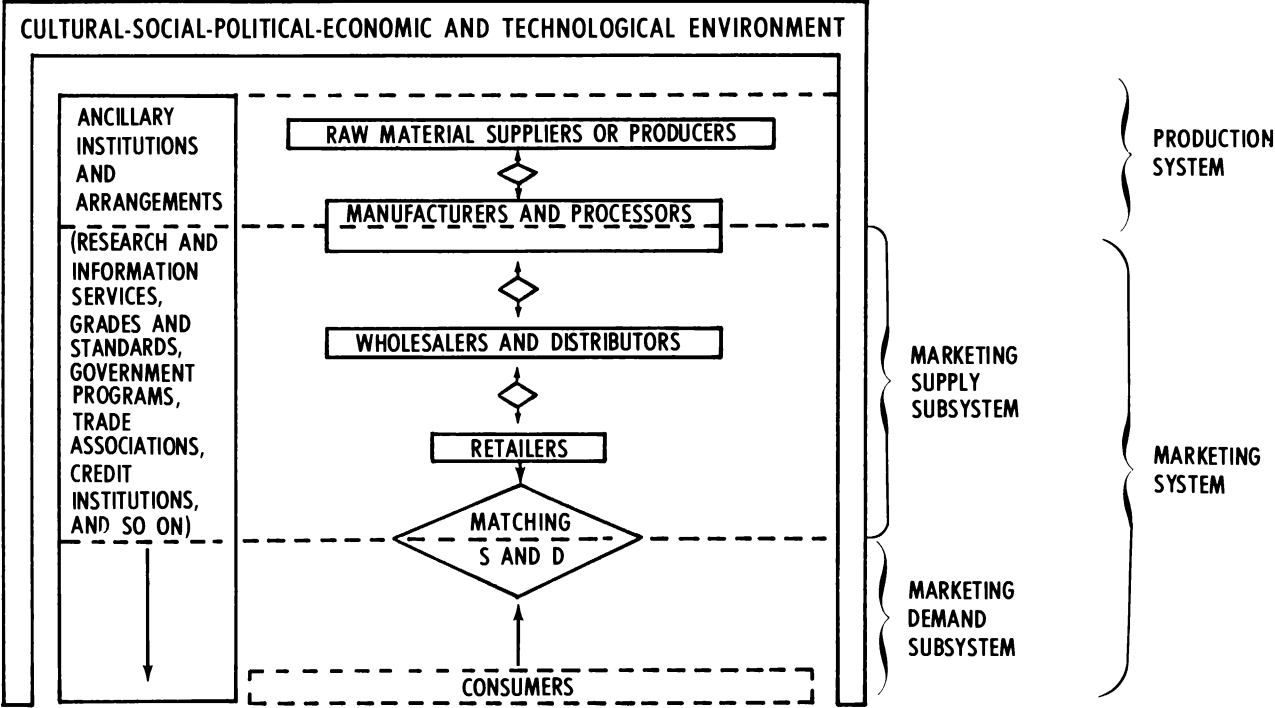 CULTURAL-SOCIAL-POLITICAL-ECONOMIC AND TECHNOLOGICAL ENVIRONMENT
ANCILLARY
INSTITUTIONS
AND
ARRANGEMENTS
(RESEARCH AND
INFORMATION
SERVICES,
GRADES AND
STANDARDS,
GOVERNMENT
PROGRAMS,
TRADE
ASSOCIATIONS,
CREDIT
INSTITUTIONS,
AND SO ON)
RAW MATERIAL SUPPLIERS OR PRODUCERS
MANUFACTURERS AND PROCESSORS
WHOLESALERS AND DISTRIBUTORS
RETAILERS
MATCHING
S AND D
CONSUMERS
MARKETING
SUPPLY
SUBSYSTEM
MARKETING
DEMAND
SUBSYSTEM
PRODUCTION
SYSTEM
MARKETING
SYSTEM